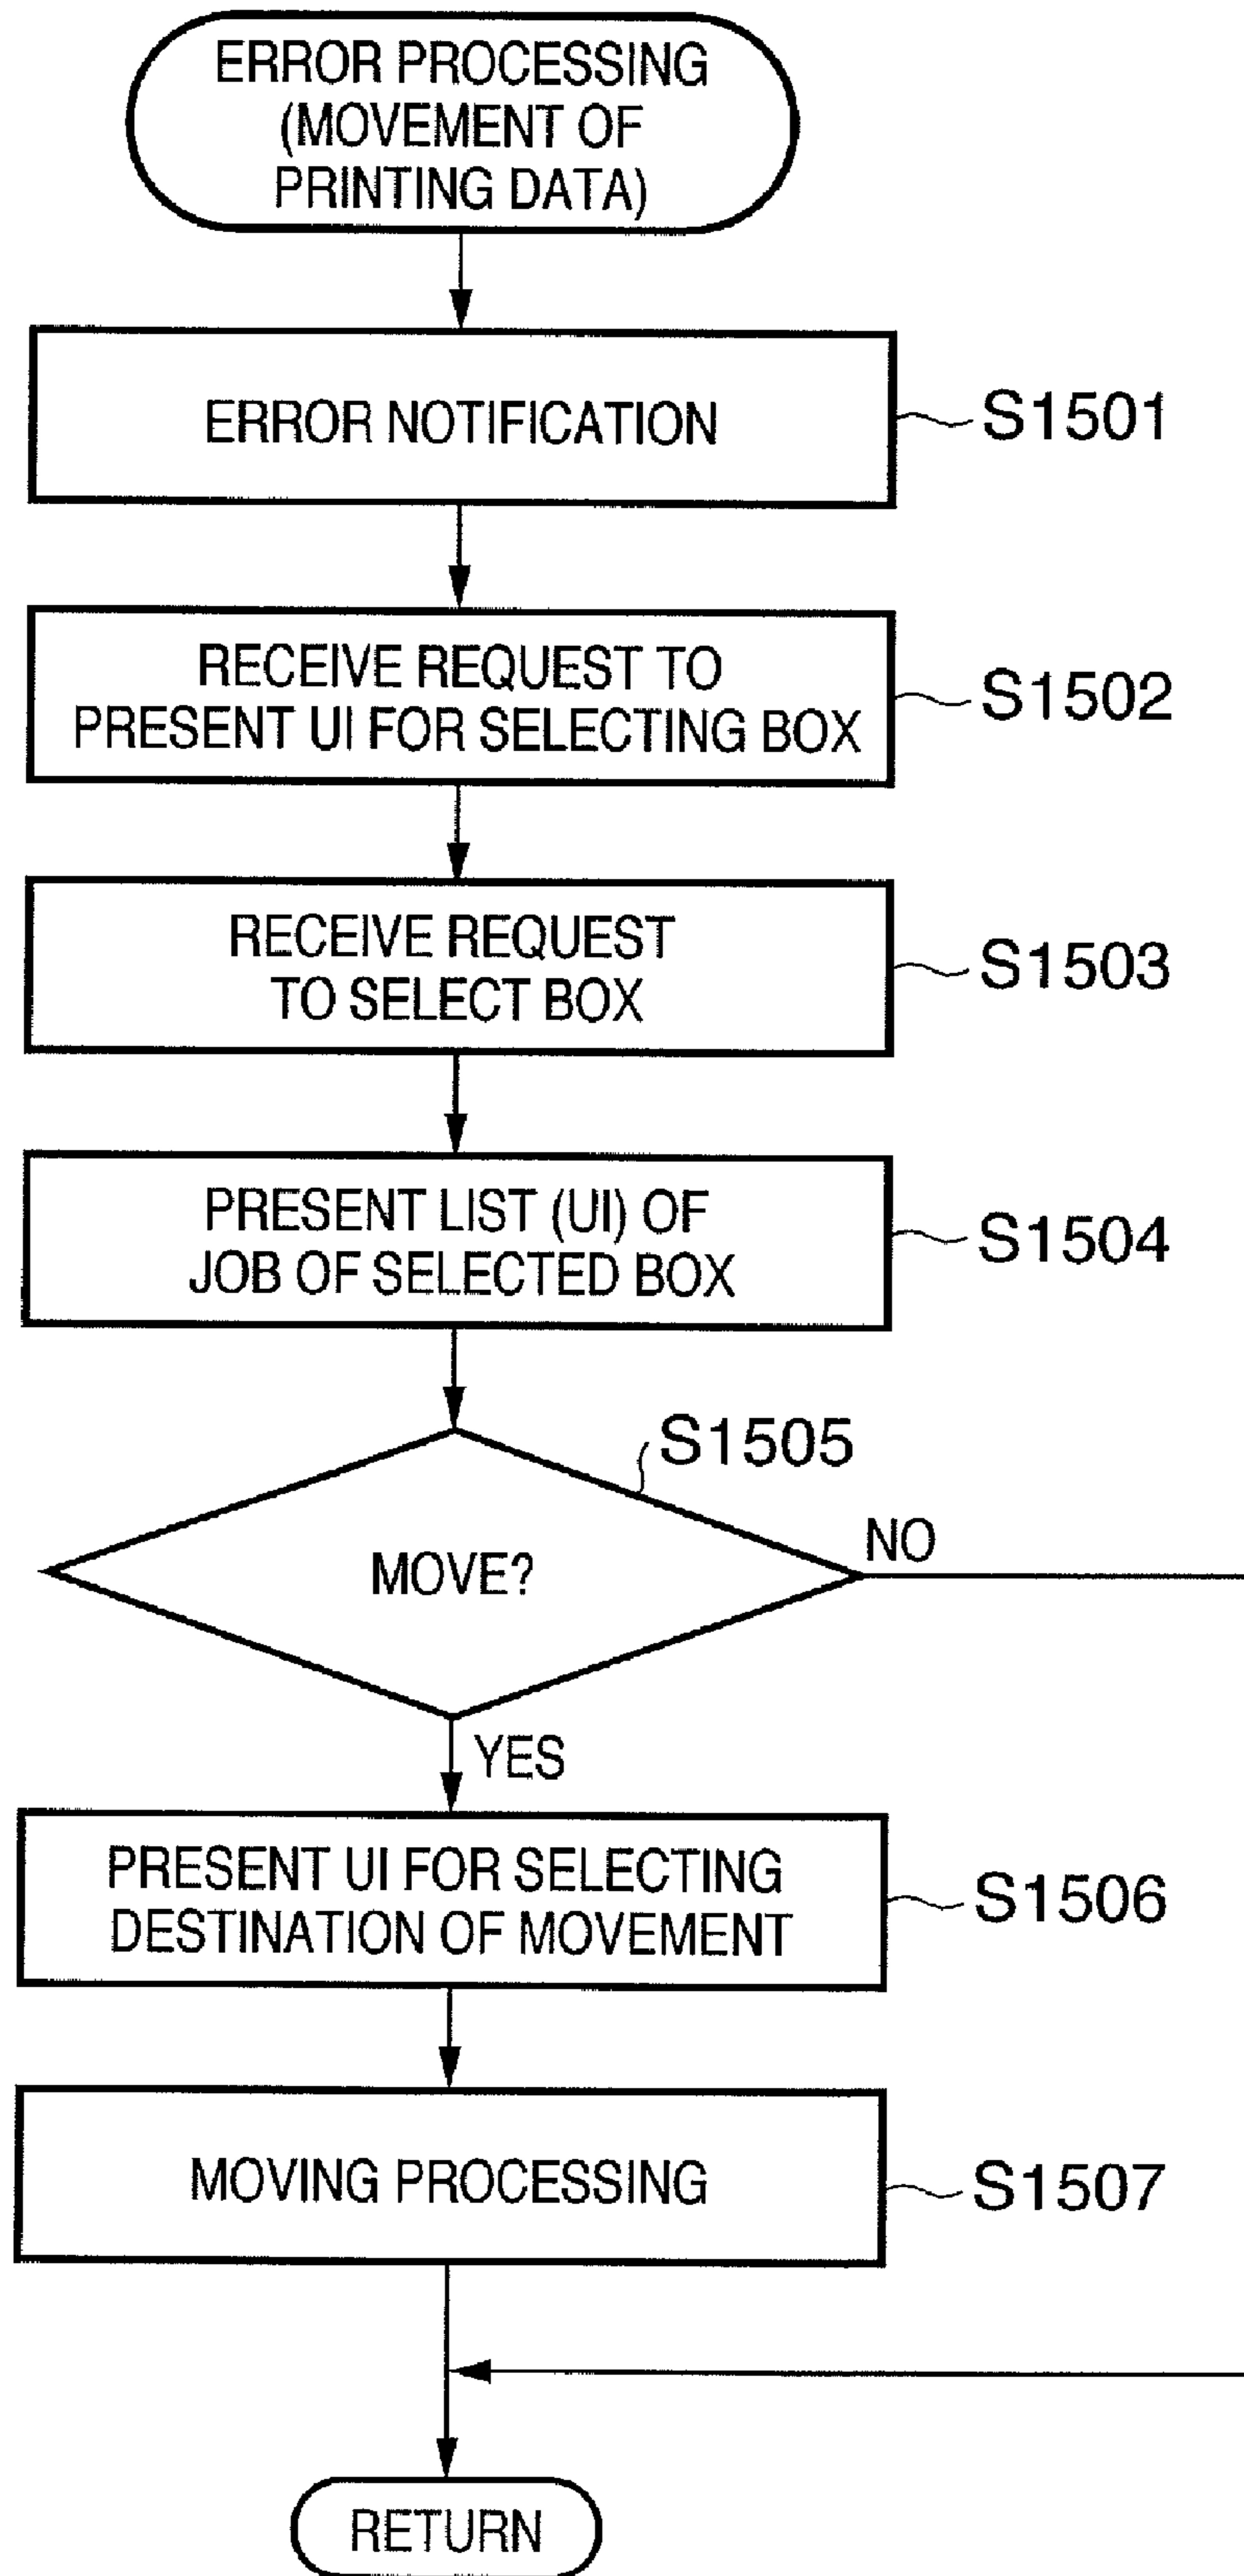 ERROR PROCESSING
(MOVEMENT OF
PRINTING DATA)
ERROR NOTIFICATION
S1501
RECEIVE REQUEST TO
PRESENT UI FOR SELECTING BOX
S1502
RECEIVE REQUEST
TO SELECT BOX
S1503
PRESENT LIST (UI) OF
JOB OF SELECTED BOX
S1504
S1505
MOVE?
NO
YES
PRESENT UI FOR SELECTING
DESTINATION OF MOVEMENT
S1506
MOVING PROCESSING
S1507
RETURN